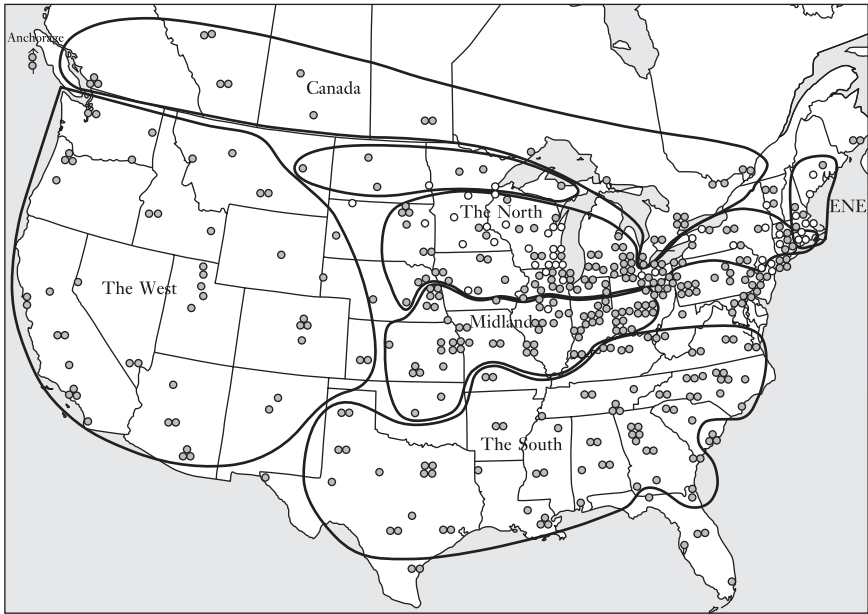 Anchorage
Canada
The North
ENE
The West
Midland
The South